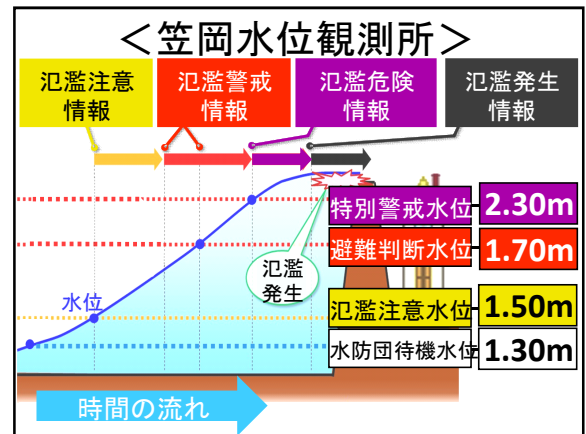 ＜笠岡水位観測所＞
氾濫注意
情報
氾濫警戒
情報
氾濫危険
情報
氾濫発生
情報
特別警戒水位 2.30m
避難判断水位 1.70m
氾濫
発生
水位
氾濫注意水位 1.50m
水防団待機水位 1.30m
時間の流れ